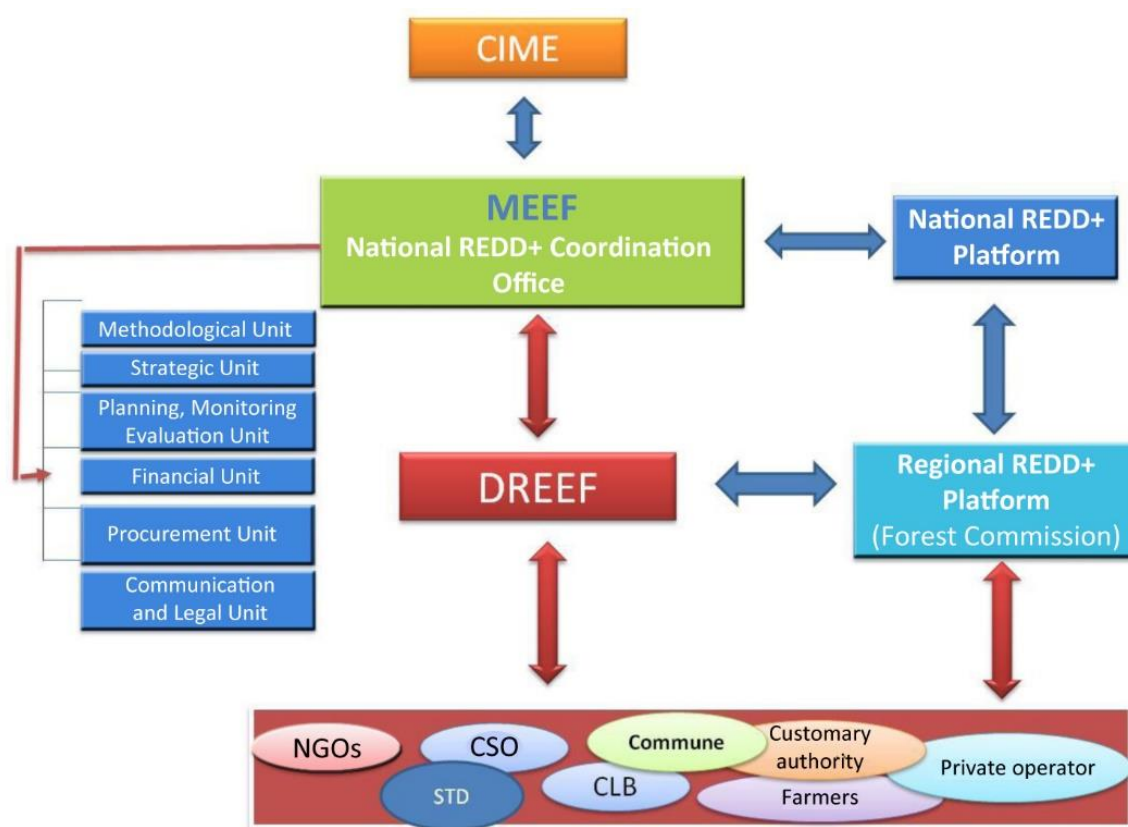 CIME
MEEF
National REDD+ Coordination
Office
National REDD+
Platform
Methodological Unit
Strategic Unit
Planning, Monitoring
Evaluation Unit
Financial Unit
Procurement Unit
Communication
and Legal Unit
DREEF
Regional REDD+
Platform
(Forest Commission)
NGOs
CSO
Commune
Customary
authority
Private operator
STD
CLB
Farmers